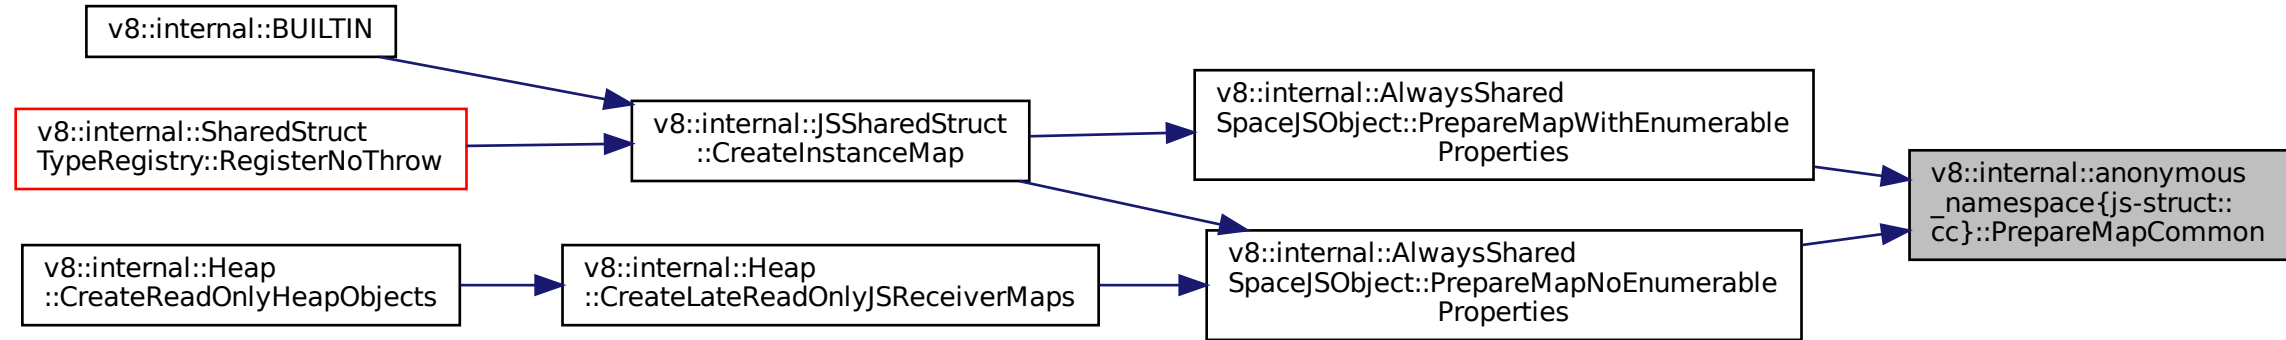 v8::internal::BUILTIN
v8::internal::SharedStruct
TypeRegistry::RegisterNoThrow
v8::internal::Heap
::CreateReadOnlyHeapObjects
v8::internal::JSSharedStruct
::CreateInstanceMap
v8::internal::Heap
::CreateLateReadOnlyJSReceiverMaps
v8::internal::AlwaysShared
SpaceJSObject::PrepareMapWithEnumerable
Properties
v8::internal::AlwaysShared
SpaceJSObject::PrepareMapNoEnumerable
Properties
v8::internal::anonymous
_namespace{js-struct::
cc}::PrepareMapCommon